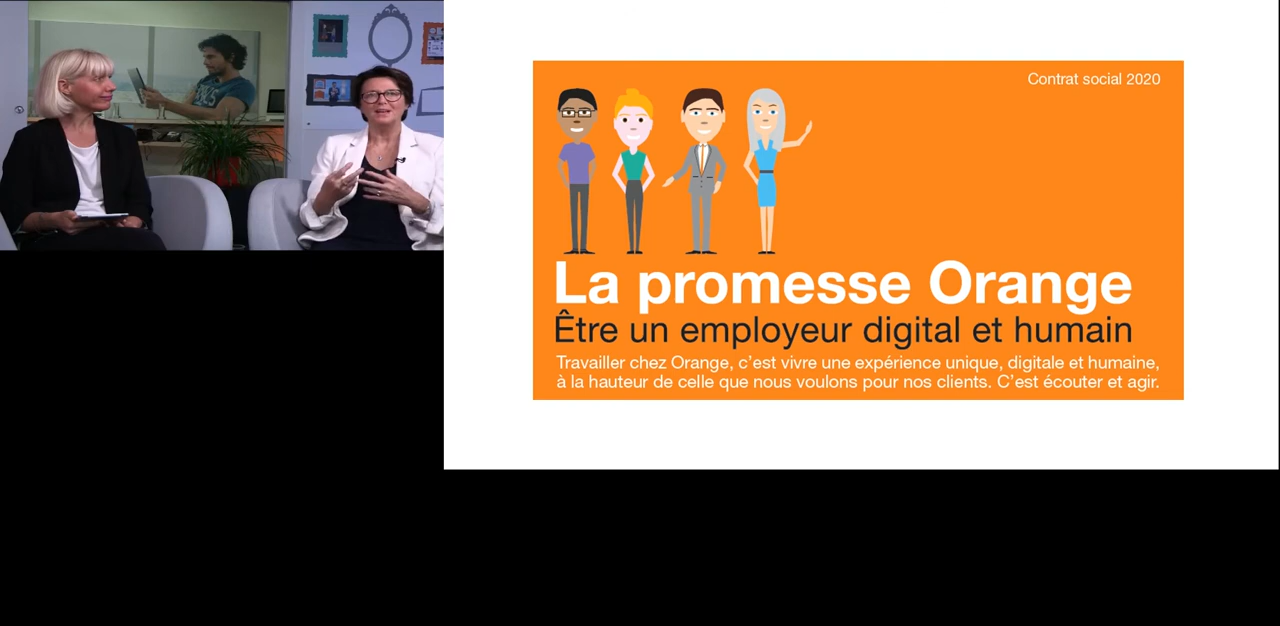 Contrat social 2020
La promesse Orange
Être un employeur digital et humain
Travailler chez Orange, c’est vivre une expérience unique, digitale et humaine,
à la hauteur de celle que nous voulons pour nos clients. C’est écouter et agir.